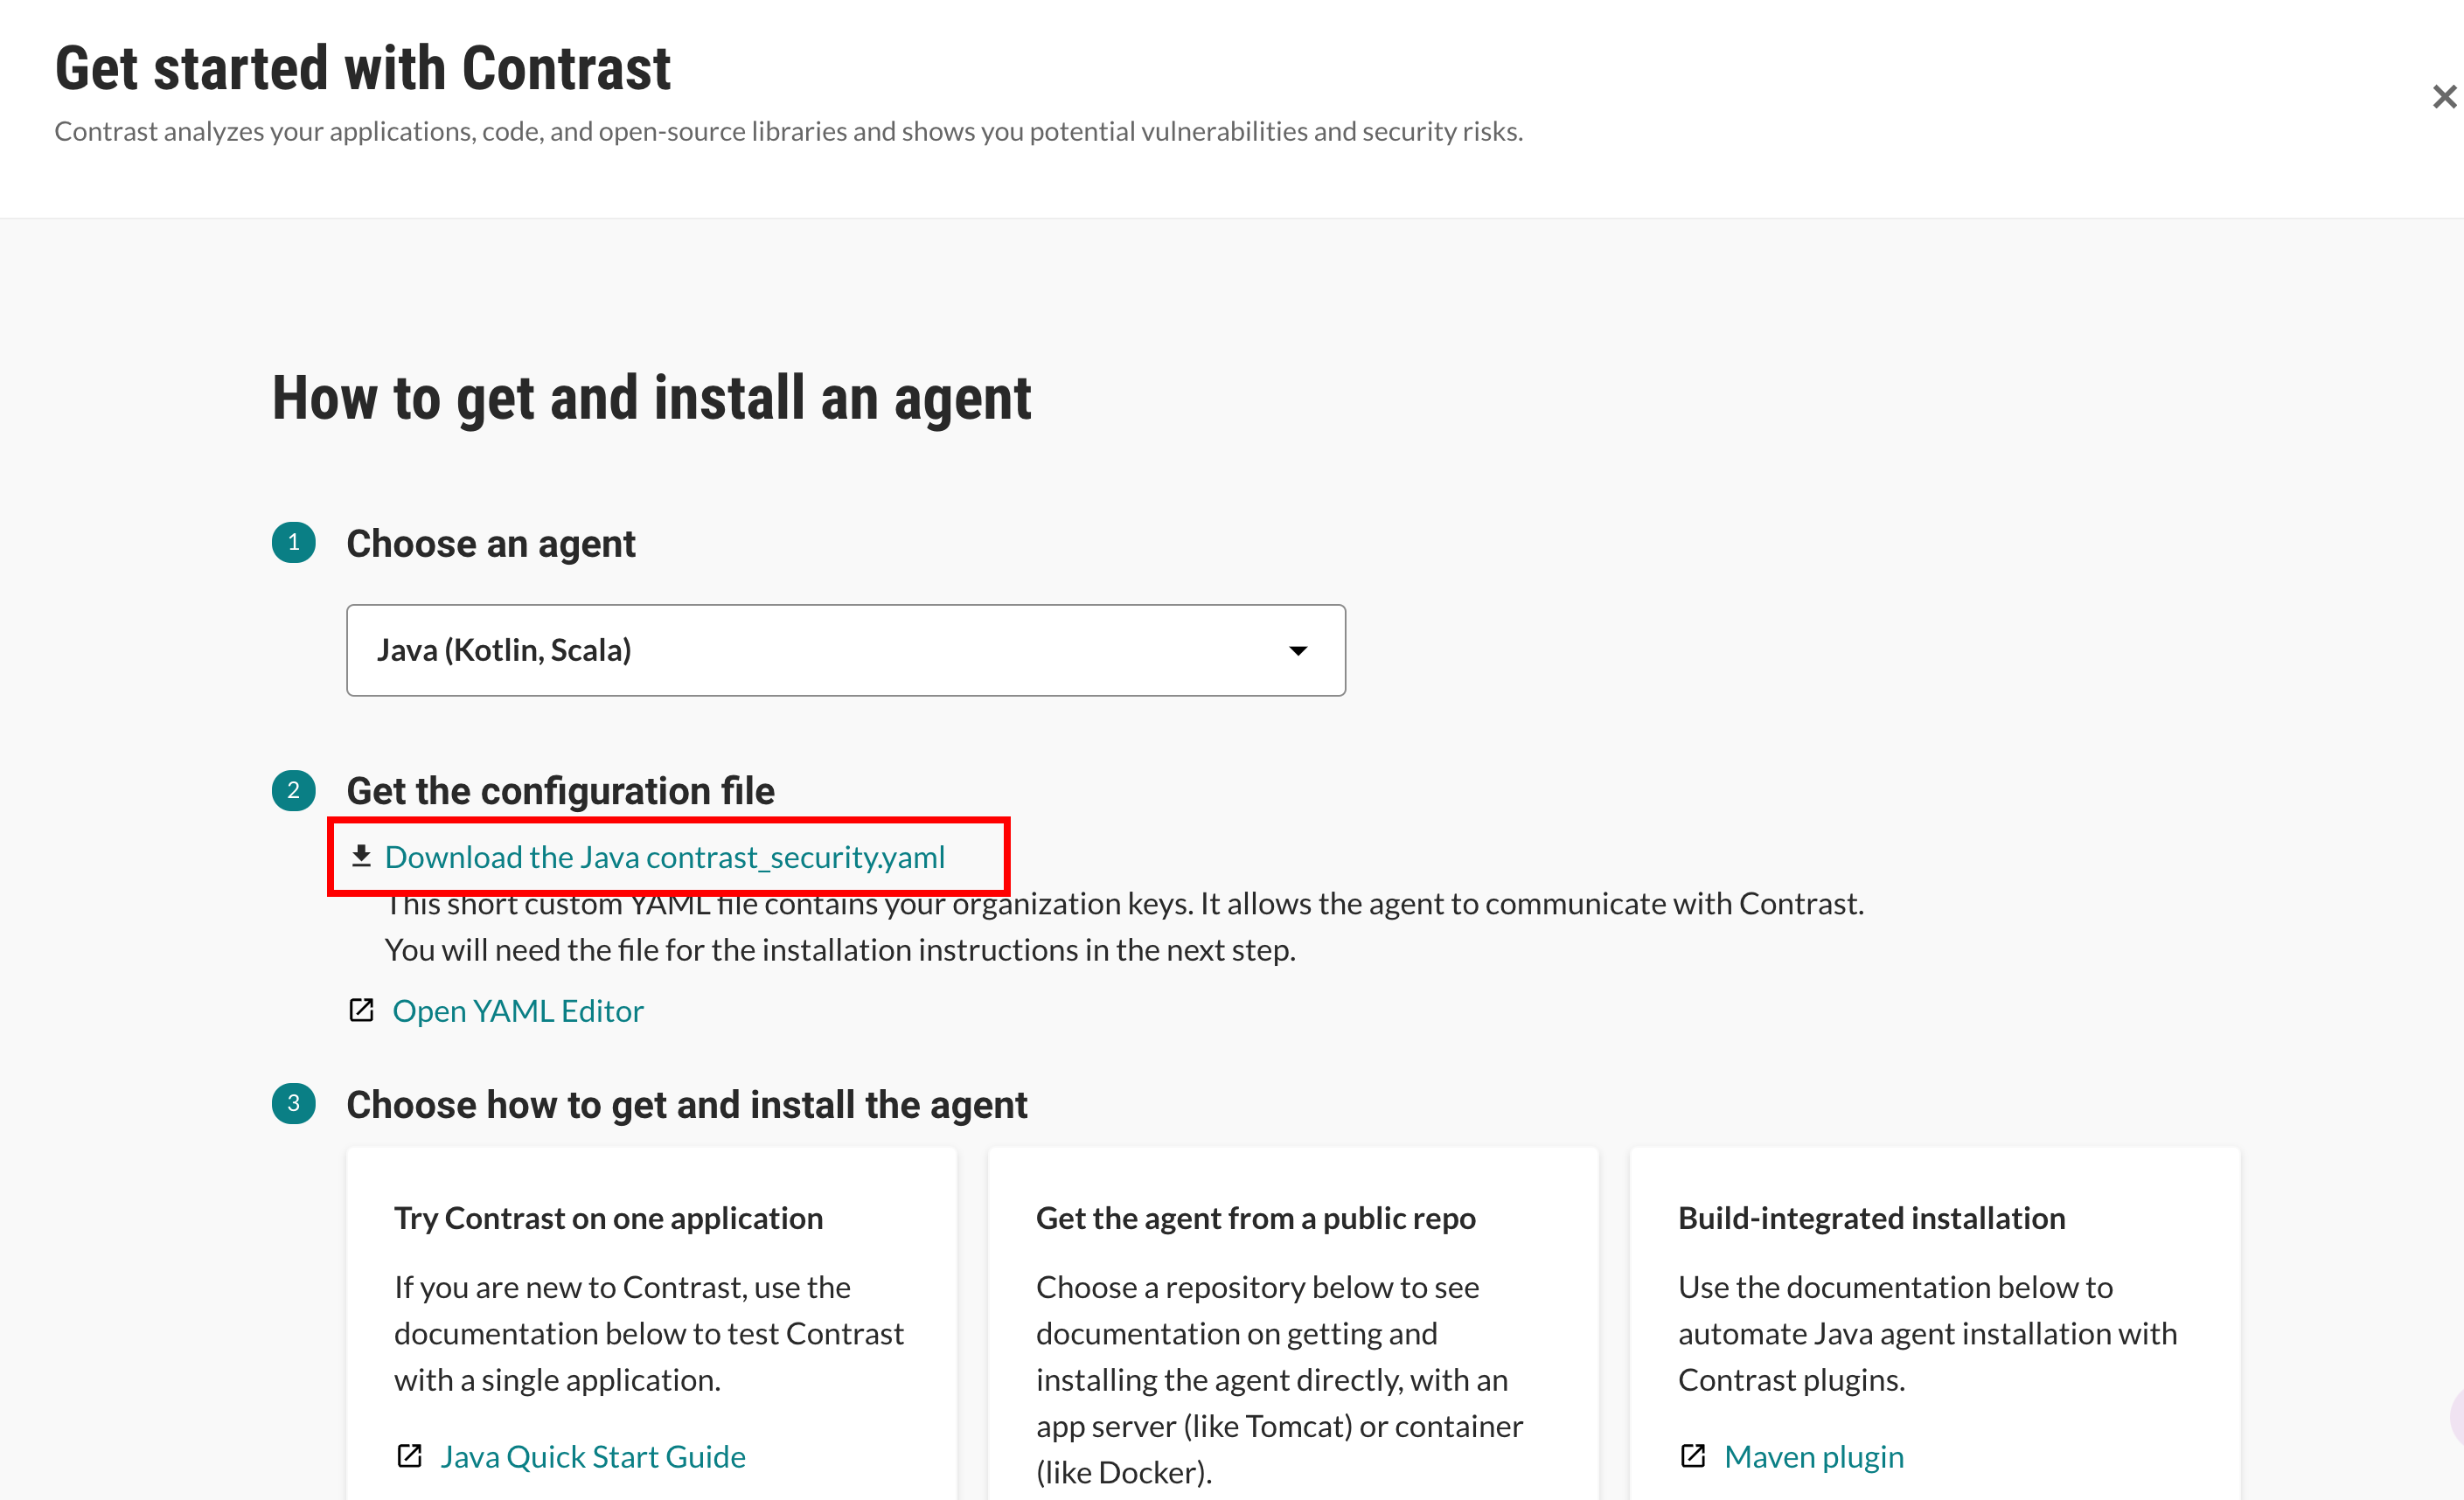 Get started with Contrast
Contrast analyzes your applications, code, and open-source libraries and shows you potential vulnerabilities and security risks.
How to get and install an agent
1 Choose an agent
Java (Kotlin, Scala)
2 Get the configuration file
Download the Java contrast_security.yaml
This short custom YAML file contains your organization keys. It allows the agent to communicate with Contrast.
You will need the file for the installation instructions in the next step.
Open YAML Editor
3 Choose how to get and install the agent
Try Contrast on one application
If you are new to Contrast, use the
documentation below to test Contrast
with a single application.
Java Quick Start Guide
Get the agent from a public repo
Choose a repository below to see
documentation on getting and
installing the agent directly, with an
app server (like Tomcat) or container
(like Docker).
Build-integrated installation
Use the documentation below to
automate Java agent installation with
Contrast plugins.
Maven plugin